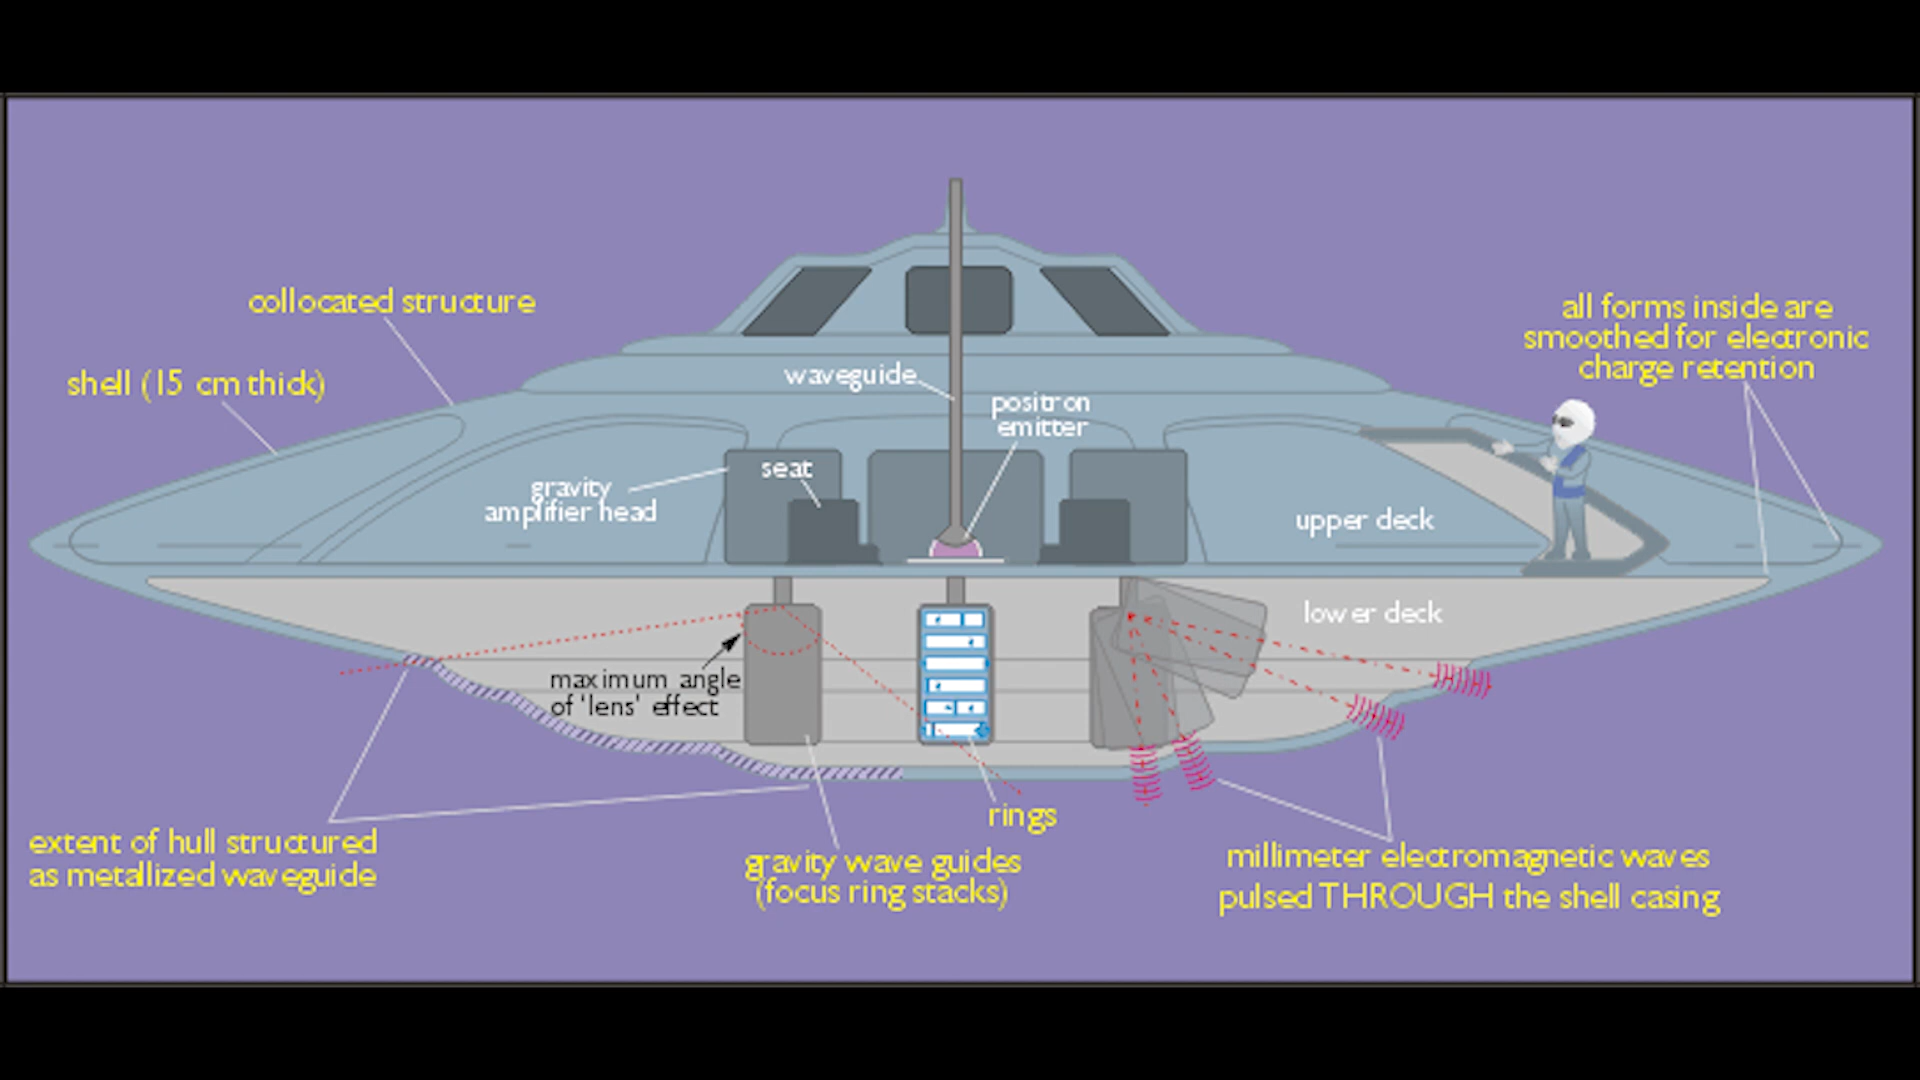 collocated structure
shell (15 cm thick)
all forms inside are
smoothed for electronic
charge retention
waveguide
positron
emitter
seat
gravity
amplifier head
upper deck
lower deck
maximum angle
of 'lens' effect
rings
extent of hull structured
as metallized waveguide
gravity wave guides
(focus ring stacks)
millimeter electromagnetic waves
pulsed THROUGH the shell casing